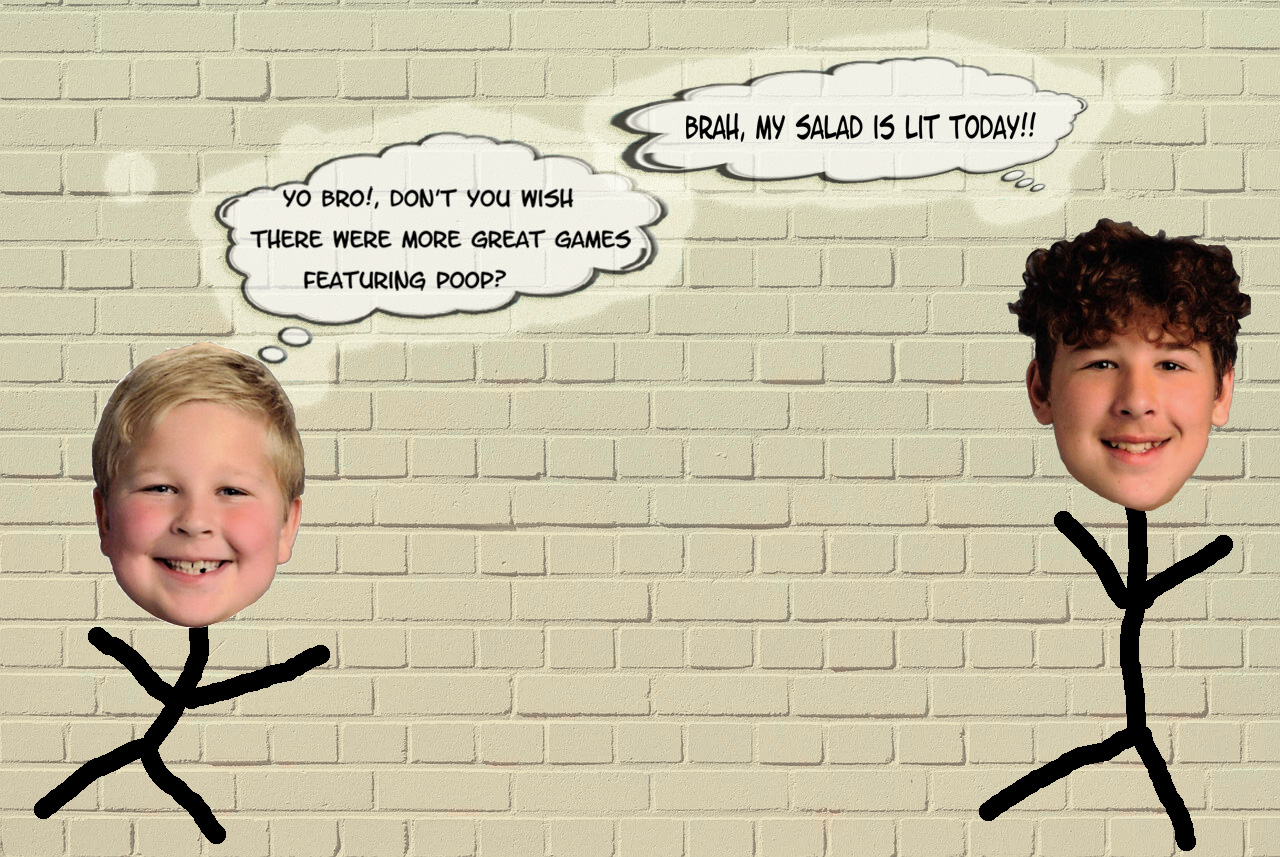 YO BRO!, DON'T YOU WISH
THERE WERE MORE GREAT GAMES
FEATURING POOP?
BRAH, MY SALAD IS LIT TODAY!!